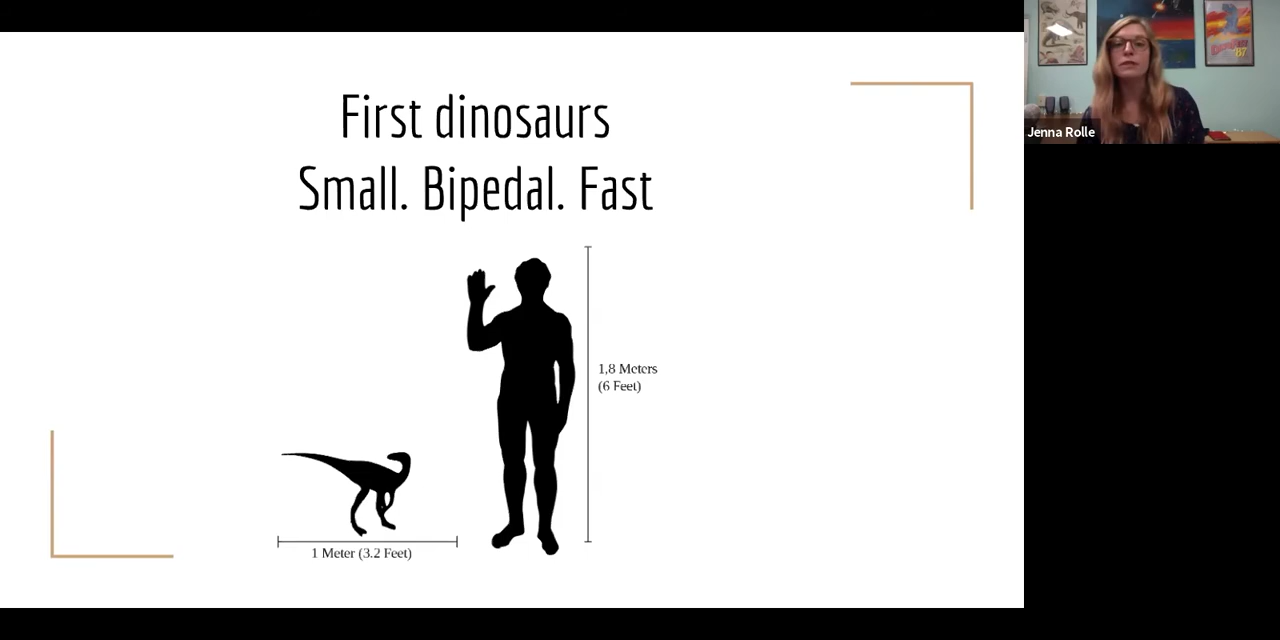 First dinosaurs
Small. Bipedal. Fast
1,8 Meters
(6 Feet)
1 Meter (3.2 Feet)
Jenna Rolle